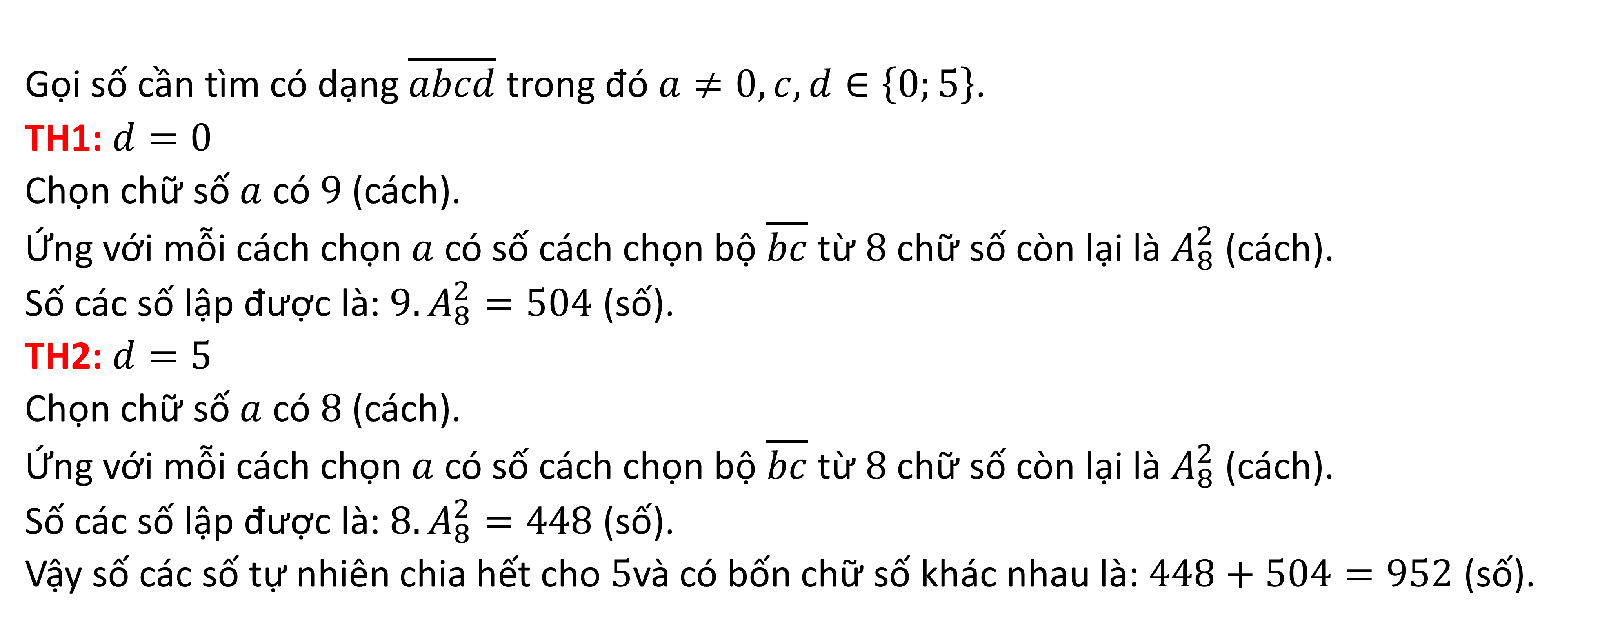 Gọi số cần tìm có dạng $\overline{abcd}$ trong đó $a \neq 0, c, d \in \{0; 5\}$.
TH1: $d = 0$
Chọn chữ số $a$ có 9 (cách).
Ứng với mỗi cách chọn $a$ có số cách chọn bộ $\overline{bc}$ từ 8 chữ số còn lại là $A_8^2$ (cách).
Số các số lập được là: $9. A_8^2 = 504$ (số).
TH2: $d = 5$
Chọn chữ số $a$ có 8 (cách).
Ứng với mỗi cách chọn $a$ có số cách chọn bộ $\overline{bc}$ từ 8 chữ số còn lại là $A_8^2$ (cách).
Số các số lập được là: $8. A_8^2 = 448$ (số).
Vậy số các số tự nhiên chia hết cho 5và có bốn chữ số khác nhau là: $448 + 504 = 952$ (số).